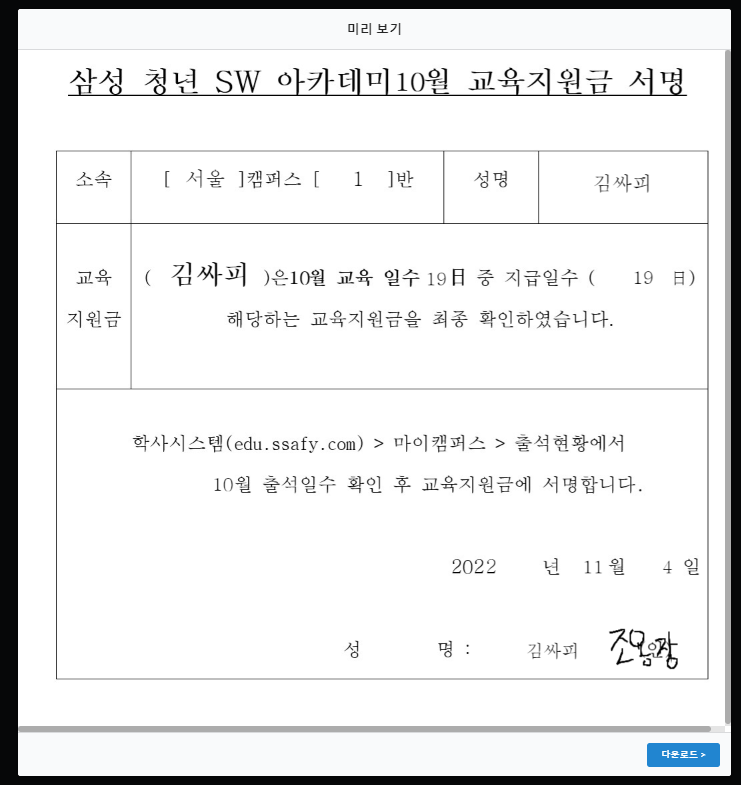 미리 보기
삼성 청년 SW 아카데미10월 교육지원금 서명
소속 [ 서울 ]캠퍼스 [ 1 ]반 성명 김싸피
교육 ( 김싸피 )은10월 교육 일수 19日 중 지급일수 ( 19 日)
지원금 해당하는 교육지원금을 최종 확인하였습니다.
학사시스템(edu.ssafy.com) > 마이캠퍼스 > 출석현황에서
10월 출석일수 확인 후 교육지원금에 서명합니다.
2022 년 11월 4 일
성 명 : 김싸피
다운로드 >